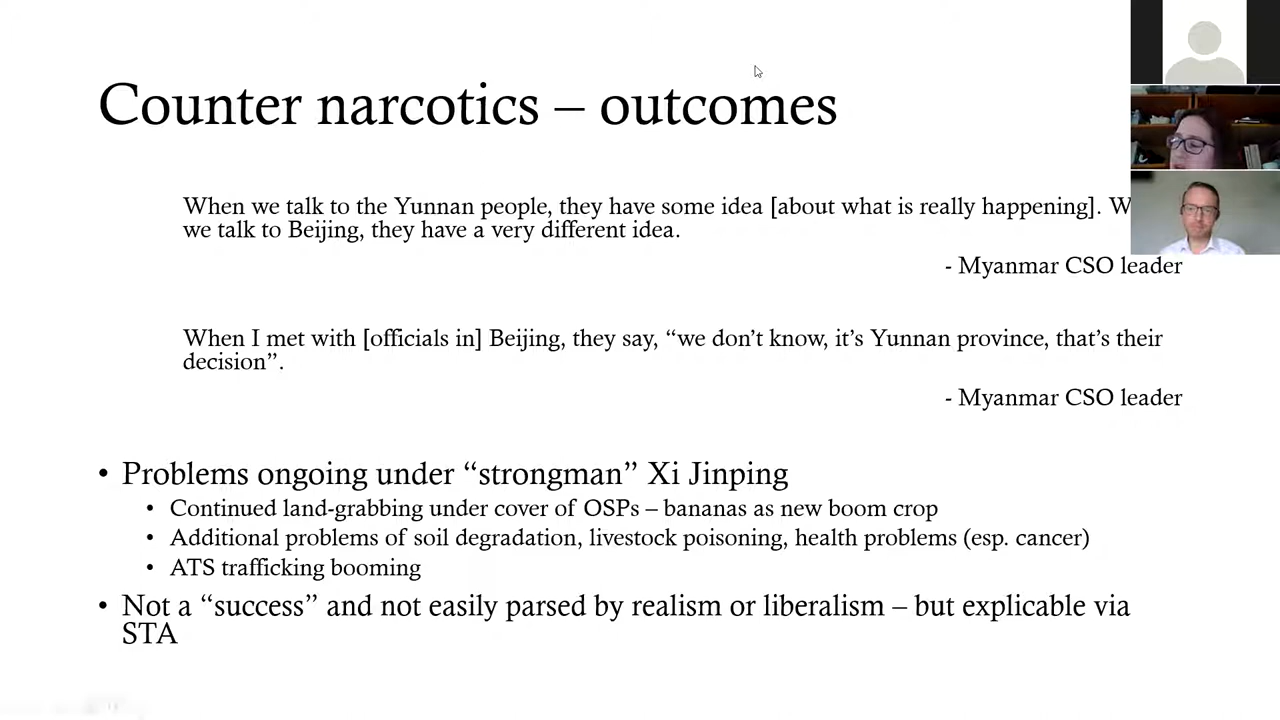 Counter narcotics – outcomes
When we talk to the Yunnan people, they have some idea [about what is really happening].
we talk to Beijing, they have a very different idea.
- Myanmar CSO leader
When I met with [officials in] Beijing, they say, “we don’t know, it’s Yunnan province, that’s their
decision”.
- Myanmar CSO leader
• Problems ongoing under “strongman” Xi Jinping
• Continued land-grabbing under cover of OSPs – bananas as new boom crop
• Additional problems of soil degradation, livestock poisoning, health problems (esp. cancer)
• ATS trafficking booming
• Not a “success” and not easily parsed by realism or liberalism – but explicable via
STA